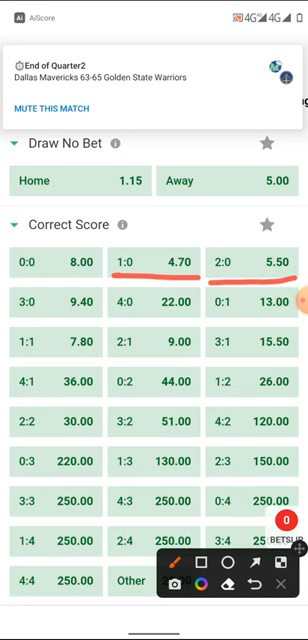 Ai AiScore 4G 4G
End of Quarter2
Dallas Mavericks 63-65 Golden State Warriors
MUTE THIS MATCH
Draw No Bet
Home 1.15 Away 5.00
Correct Score
0:0 8.00 1:0 4.70 2:0 5.50
3:0 9.40 4:0 22.00 0:1 13.00
1:1 7.80 2:1 9.00 3:1 15.50
4:1 36.00 0:2 44.00 1:2 26.00
2:2 30.00 3:2 51.00 4:2 120.00
0:3 220.00 1:3 130.00 2:3 150.00
3:3 250.00 4:3 250.00 0:4 250.00
0
BETSLIP
1:4 250.00 2:4 250.00 3:4
4:4 250.00 Other